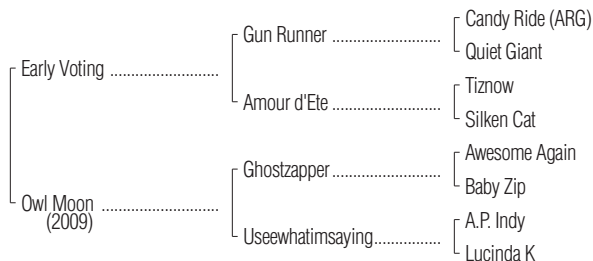 Candy Ride (ARG)
Gun Runner ..........................
Quiet Giant
Early Voting ..........................
Tiznow
Amour d'Ete ..........................
Silken Cat
Awesome Again
Ghostzapper ..........................
Baby Zip
Owl Moon ..........................
(2009)
A.P. Indy
Useewhatimsaying...................
Lucinda K